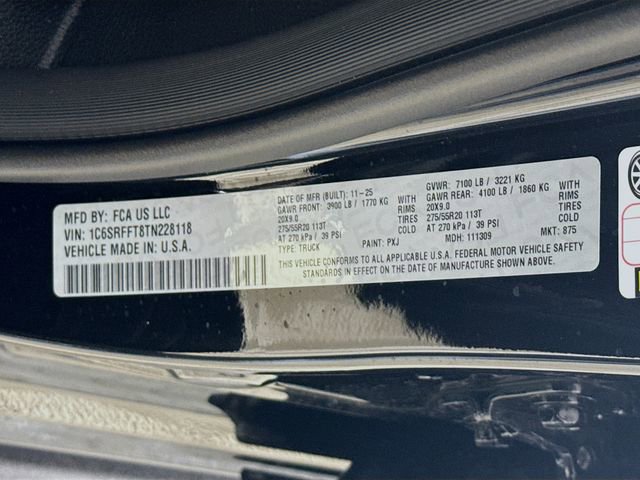 MFD BY: FCA US LLC
VIN: 1C6SRFFT8TN228118
VEHICLE MADE IN U.S.A.
DATE OF MFR (BUILT): 11-25
GAWR FRONT: 3900 LB / 1770 KG WITH
20X9.0 RIMS
275/55R20 113T TIRES
AT 270 kPa / 39 PSI COLD
TYPE: TRUCK PAINT: PXJ
GVWR: 7100 LB / 3221 KG
GAWR REAR: 4100 LB / 1860 KG WITH
20X9.0 RIMS
275/55R20 113T TIRES
AT 270 kPa / 39 PSI COLD
MDH: 111309 MKT: 875
THIS VEHICLE CONFORMS TO ALL APPLICABLE U.S.A. FEDERAL MOTOR VEHICLE SAFETY
STANDARDS IN EFFECT ON THE DATE OF MANUFACTURE SHOWN ABOVE.